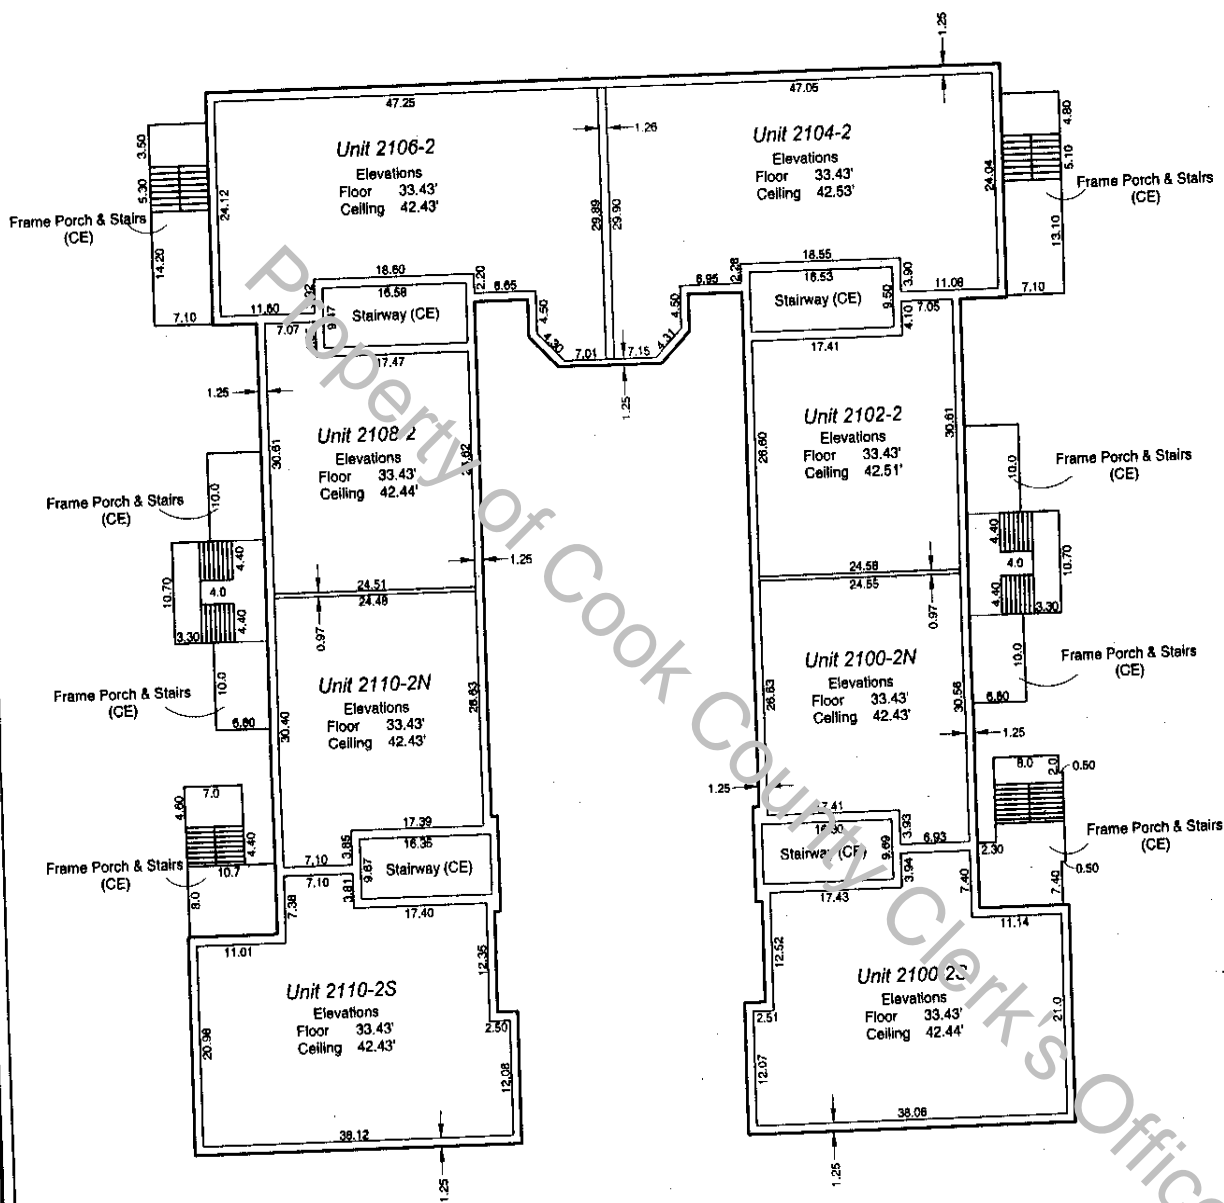 1.25
47.25
47.05
Unit 2106-2
Elevations
Floor 33.43'
Ceiling 42.43'
1.26
Unit 2104-2
Elevations
Floor 33.43'
Ceiling 42.53'
3.50
5.30
24.12
29.89
29.90
24.04
4.80
5.10
Frame Porch & Stairs
(CE)
Frame Porch & Stairs
(CE)
14.20
13.10
7.10
7.10
18.60
16.58
2.20
6.65
6.95
2.28
18.55
16.53
3.90
11.08
11.60
7.07
Stairway (CE)
4.50
4.50
Stairway (CE)
9.50
4.10
7.05
17.47
4.30
7.01
7.15
4.31
17.41
1.25
1.25
Unit 2108-2
Elevations
Floor 33.43'
Ceiling 42.44'
30.61
Unit 2102-2
Elevations
Floor 33.43'
Ceiling 42.51'
26.60
30.61
Frame Porch & Stairs
(CE)
10.0
Frame Porch & Stairs
(CE)
10.0
10.70
4.40
4.0
4.40
3.30
1.25
4.40
4.0
4.40
3.30
10.70
24.51
24.48
0.97
24.58
24.55
0.97
Unit 2110-2N
Elevations
Floor 33.43'
Ceiling 42.43'
30.40
26.63
Unit 2100-2N
Elevations
Floor 33.43'
Ceiling 42.43'
26.63
30.56
Frame Porch & Stairs
(CE)
10.0
6.60
Frame Porch & Stairs
(CE)
10.0
6.60
1.25
1.25
7.0
4.60
4.40
8.0
2.0
0.50
Frame Porch & Stairs
(CE)
10.7
8.0
Frame Porch & Stairs
(CE)
2.30
0.50
7.40
17.39
16.35
3.85
7.10
7.10
9.67
3.81
Stairway (CE)
17.40
7.38
17.41
3.93
Stairway (CE)
9.69
6.93
3.94
7.40
17.43
11.01
11.14
Unit 2110-2S
Elevations
Floor 33.43'
Ceiling 42.43'
12.35
2.50
12.08
20.98
38.12
1.25
Unit 2100-2S
Elevations
Floor 33.43'
Ceiling 42.44'
12.52
2.51
12.07
21.0
38.06
1.25
Property of Cook County Clerk's Office